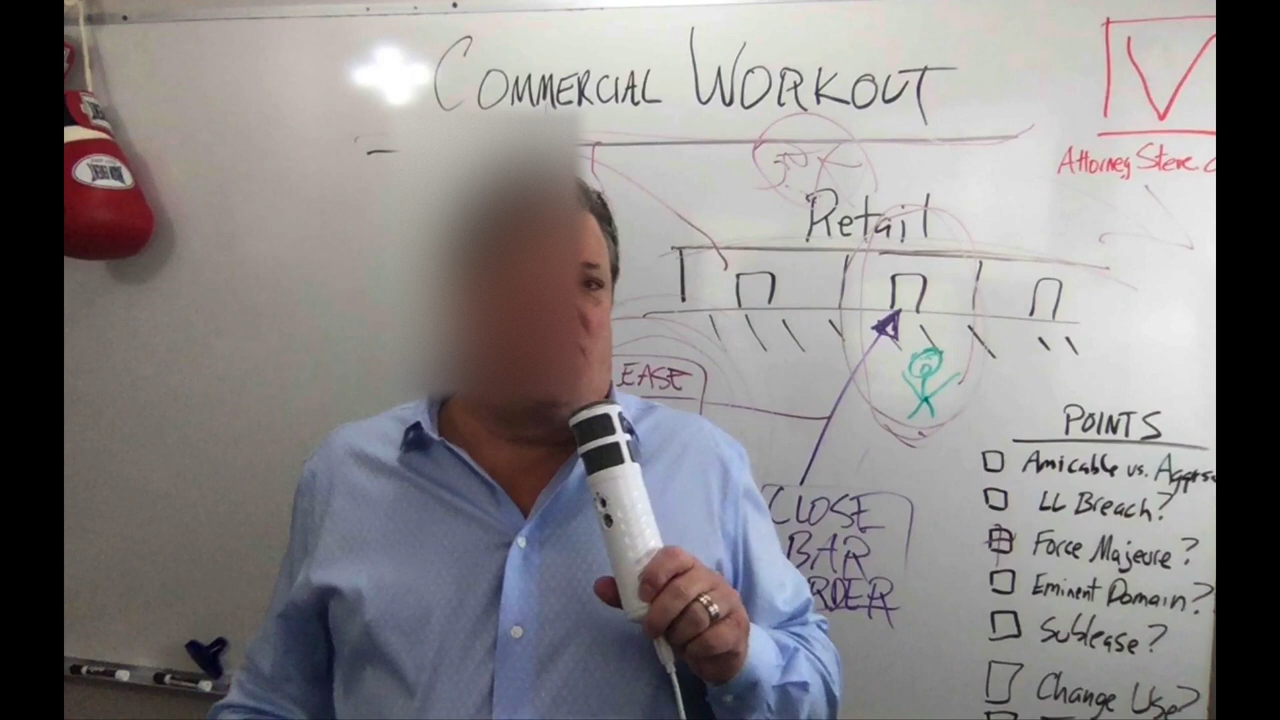 COMMERCIAL WORKOUT
V
Attorney Steve
Retail
EASE
CLOSE
BAR
RDER
POINTS
Amicable vs. Aggres
LL Breach?
Force Majeure?
Eminent Domain?
Sublease?
Change Use?